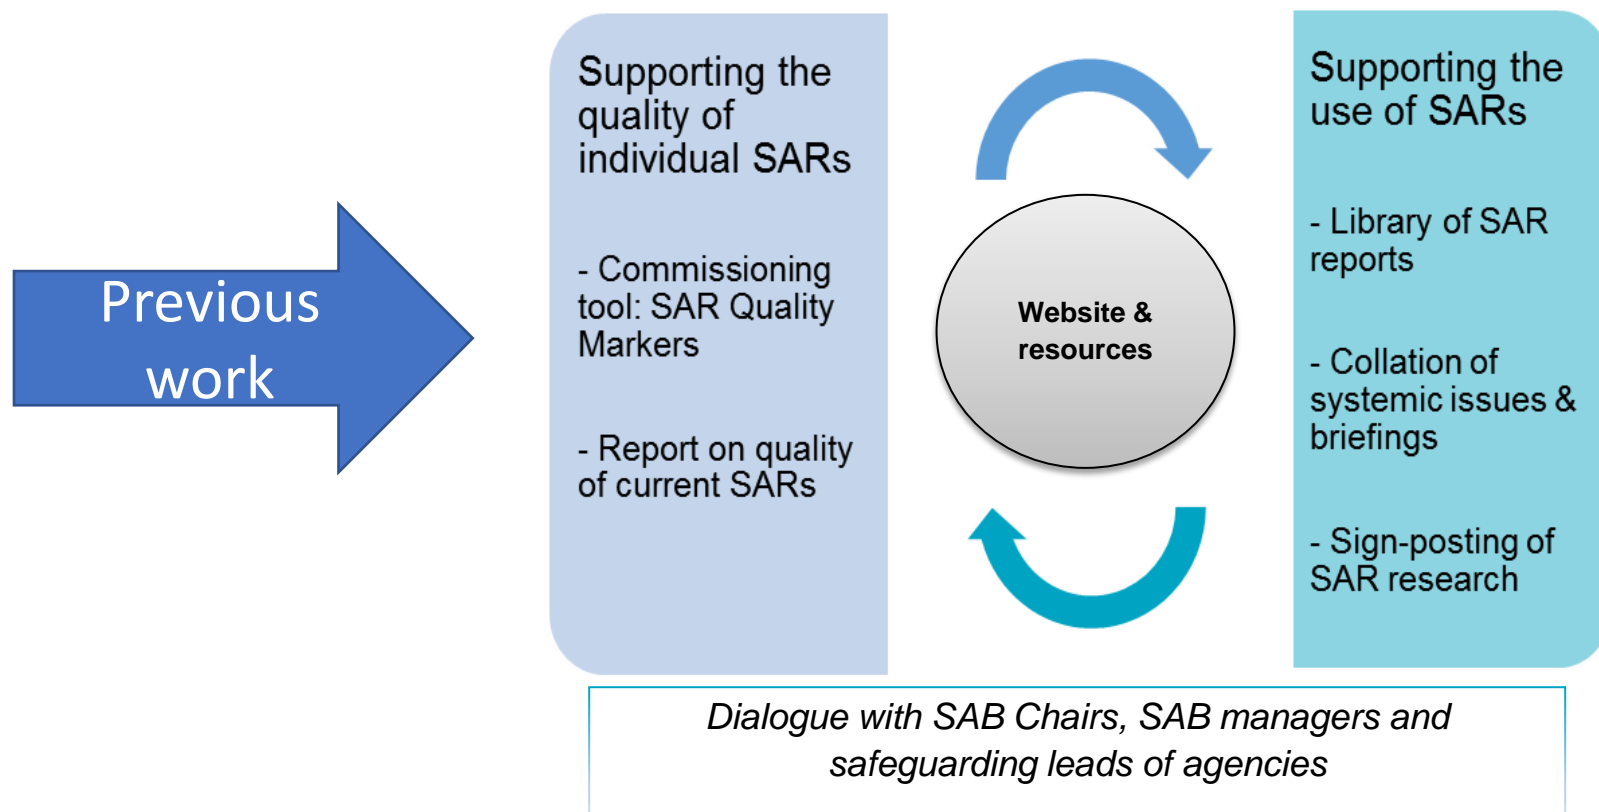 Previous
work
Supporting the
quality of
individual SARs
- Commissioning
tool: SAR Quality
Markers
- Report on quality
of current SARs
Website &
resources
Supporting the
use of SARs
- Library of SAR
reports
- Collation of
systemic issues &
briefings
- Sign-posting of
SAR research
Dialogue with SAB Chairs, SAB managers and
safeguarding leads of agencies